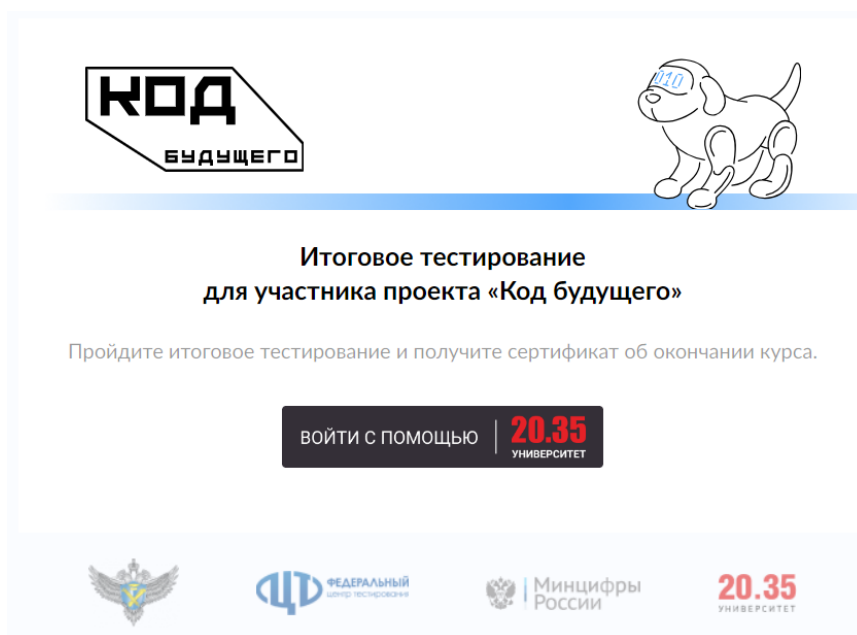 КОД
БУДУЩЕГО
010
Итоговое тестирование
для участника проекта «Код будущего»
Пройдите итоговое тестирование и получите сертификат об окончании курса.
ВОЙТИ С ПОМОЩЬЮ
20.35
УНИВЕРСИТЕТ
ФЦТ
ФЕДЕРАЛЬНЫЙ
центр тестирования
Минцифры
России
20.35
УНИВЕРСИТЕТ